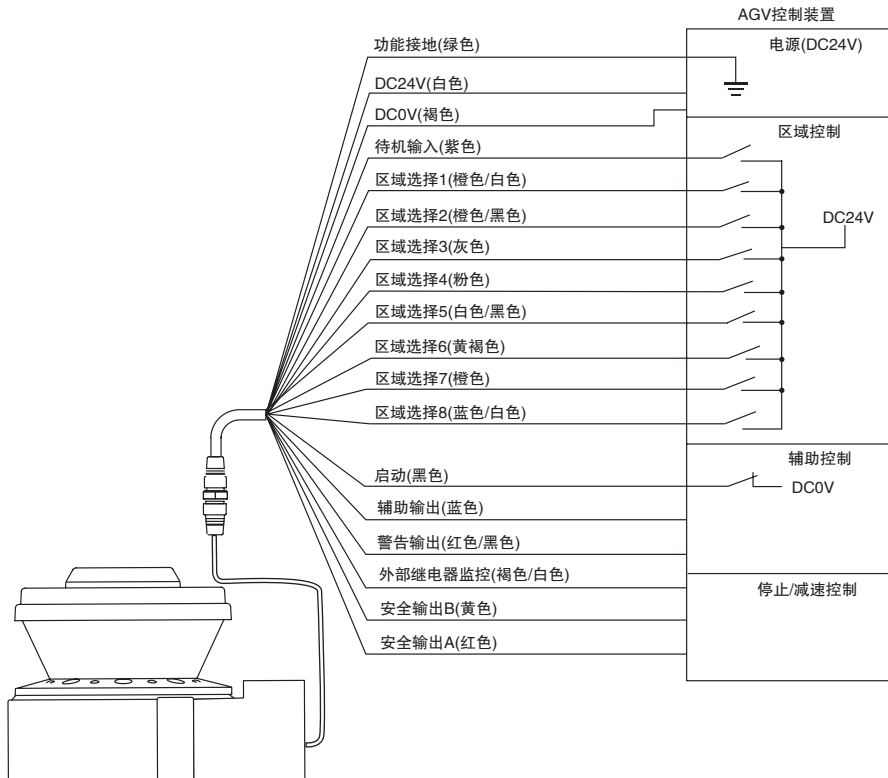 AGV控制装置
功能接地(绿色)
电源(DC24V)
DC24V(白色)
DC0V(褐色)
区域控制
待机输入(紫色)
区域选择1(橙色/白色)
区域选择2(橙色/黑色)
DC24V
区域选择3(灰色)
区域选择4(粉色)
区域选择5(白色/黑色)
区域选择6(黄褐色)
区域选择7(橙色)
区域选择8(蓝色/白色)
辅助控制
启动(黑色)
DC0V
辅助输出(蓝色)
警告输出(红色/黑色)
外部继电器监控(褐色/白色)
停止/减速控制
安全输出B(黄色)
安全输出A(红色)